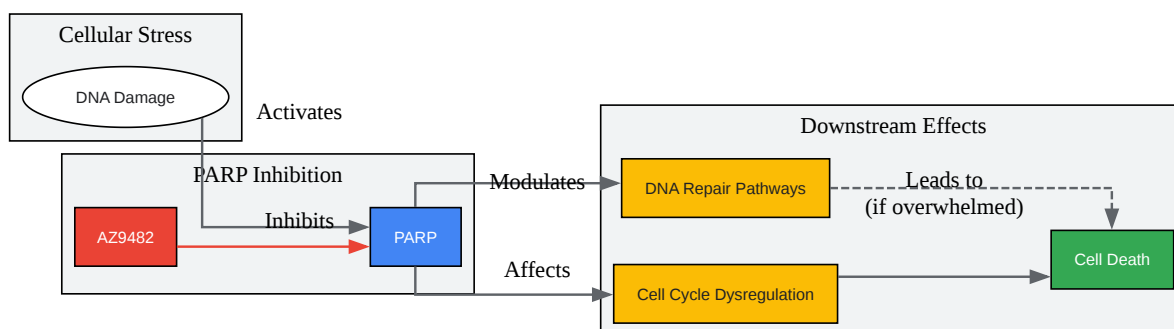 Cellular Stress
DNA Damage
Activates
PARP Inhibition
Inhibits
AZ9482
PARP
Modulates
Affects
Downstream Effects
DNA Repair Pathways
Leads to
(if overwhelmed)
Cell Cycle Dysregulation
Cell Death